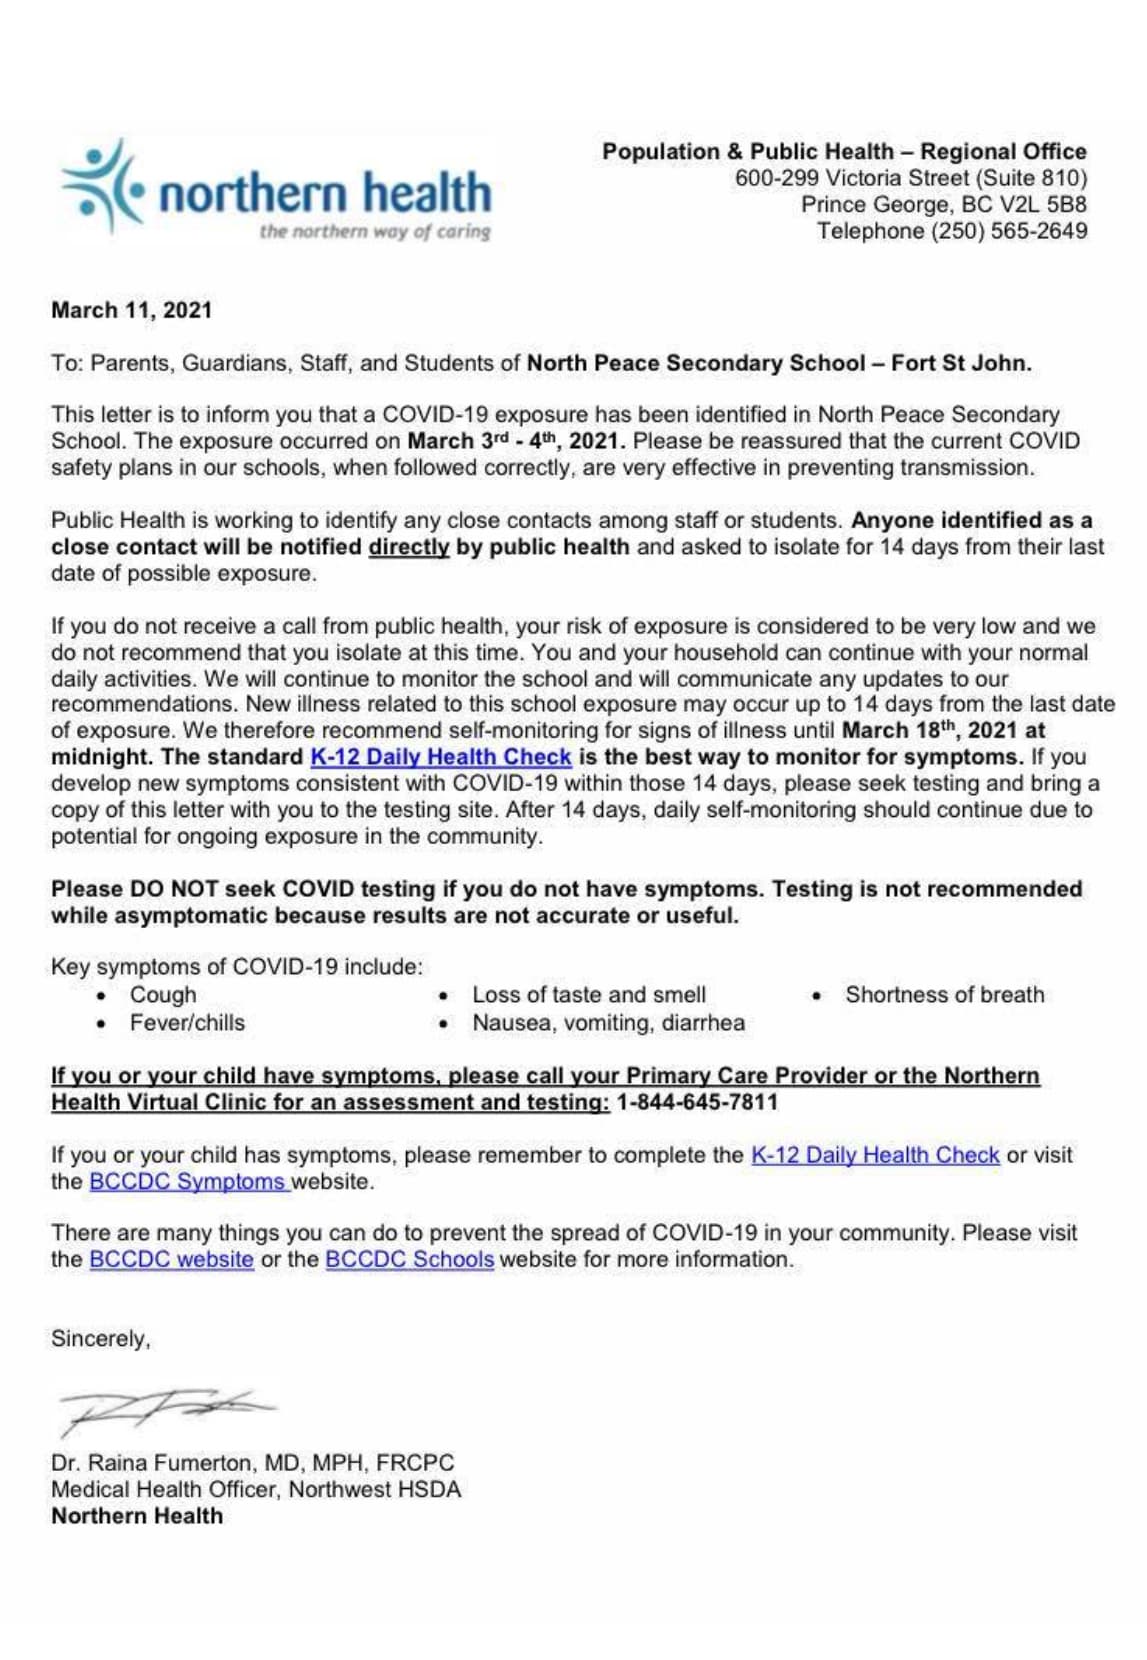 northern health
the northern way of caring
Population & Public Health – Regional Office
600-299 Victoria Street (Suite 810)
Prince George, BC V2L 5B8
Telephone (250) 565-2649
March 11, 2021
To: Parents, Guardians, Staff, and Students of North Peace Secondary School – Fort St John.
This letter is to inform you that a COVID-19 exposure has been identified in North Peace Secondary
School. The exposure occurred on March 3rd - 4th, 2021. Please be reassured that the current COVID
safety plans in our schools, when followed correctly, are very effective in preventing transmission.
Public Health is working to identify any close contacts among staff or students. Anyone identified as a
close contact will be notified directly by public health and asked to isolate for 14 days from their last
date of possible exposure.
If you do not receive a call from public health, your risk of exposure is considered to be very low and we
do not recommend that you isolate at this time. You and your household can continue with your normal
daily activities. We will continue to monitor the school and will communicate any updates to our
recommendations. New illness related to this school exposure may occur up to 14 days from the last date
of exposure. We therefore recommend self-monitoring for signs of illness until March 18th, 2021 at
midnight. The standard K-12 Daily Health Check is the best way to monitor for symptoms. If you
develop new symptoms consistent with COVID-19 within those 14 days, please seek testing and bring a
copy of this letter with you to the testing site. After 14 days, daily self-monitoring should continue due to
potential for ongoing exposure in the community.
Please DO NOT seek COVID testing if you do not have symptoms. Testing is not recommended
while asymptomatic because results are not accurate or useful.
Key symptoms of COVID-19 include:
• Cough • Loss of taste and smell • Shortness of breath
• Fever/chills • Nausea, vomiting, diarrhea
If you or your child have symptoms, please call your Primary Care Provider or the Northern
Health Virtual Clinic for an assessment and testing: 1-844-645-7811
If you or your child has symptoms, please remember to complete the K-12 Daily Health Check or visit
the BCCDC Symptoms website.
There are many things you can do to prevent the spread of COVID-19 in your community. Please visit
the BCCDC website or the BCCDC Schools website for more information.
Sincerely,
Dr. Raina Fumerton, MD, MPH, FRCPC
Medical Health Officer, Northwest HSDA
Northern Health